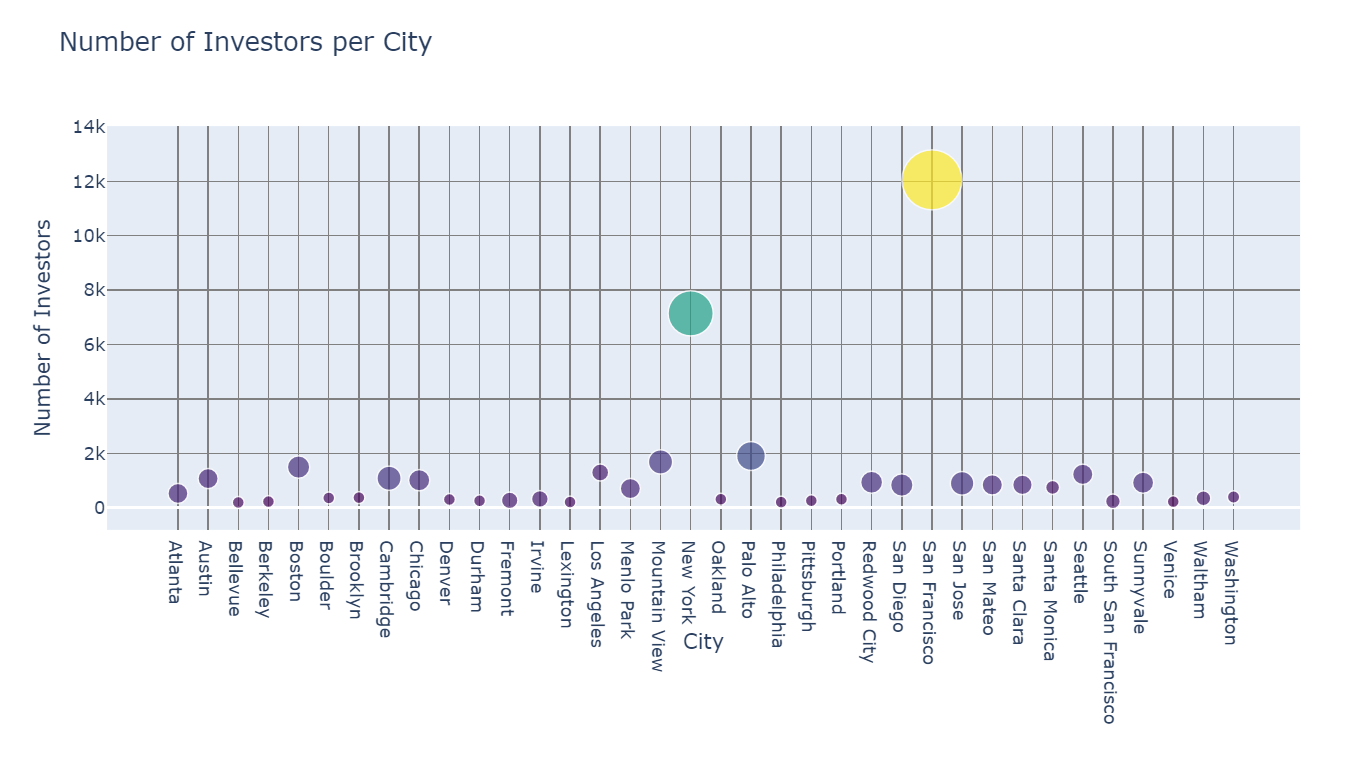 Number of Investors per City
Number of Investors
14k
12k
10k
8k
6k
4k
2k
0
Atlanta
Austin
Bellevue
Berkeley
Boston
Boulder
Brooklyn
Cambridge
Chicago
Denver
Durham
Fremont
Irvine
Lexington
Los Angeles
Menlo Park
Mountain View
New York
Oakland
Palo Alto
Philadelphia
Pittsburgh
Portland
Redwood City
San Diego
San Francisco
San Jose
San Mateo
Santa Clara
Santa Monica
Seattle
South San Francisco
Sunnyvale
Venice
Waltham
Washington
City